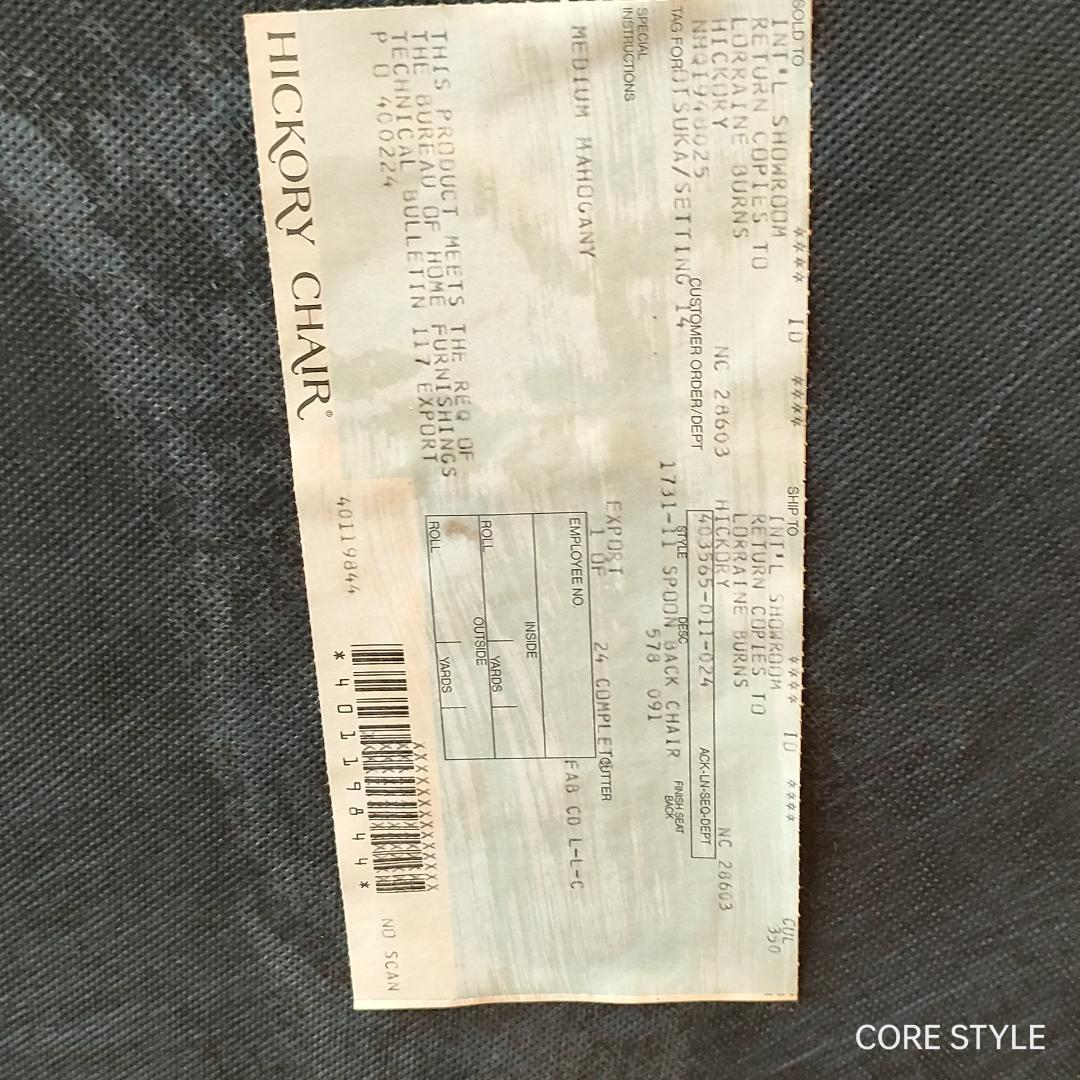 SOLD TO
**** ID ****
INT'L SHOWROOM
RETURN COPIES TO
LORRAINE BURNS
HICKORY NC 28603
NHQI948025
CUSTOMER ORDER/DEPT
TAG FOR OTSUKA/SETTING 14
SPECIAL
INSTRUCTIONS
MEDIUM MAHOGANY
THIS PRODUCT MEETS THE REQ OF
THE BUREAU OF HOME FURNISHINGS
TECHNICAL BULLETIN 117 EXPORT
P O 400224
HICKORY CHAIR®
SHIP TO
**** ID ****
CUL
350
INT'L SHOWROOM
RETURN COPIES TO
LORRAINE BURNS
HICKORY NC 28603
403565-011-024 ACK-LN-SEQ-DEPT
STYLE DESC FINISH SEAT
BACK
1731-11 SPOON BACK CHAIR
578 091
EXPORT
1 OF 24 COMPLET
CUTTER
EMPLOYEE NO.
FAB CO L-L-C
INSIDE
ROLL YARDS
OUTSIDE
ROLL YARDS
XXXXXXXXXXXXXX
40119844
*40119844*
NO SCAN
CORE STYLE